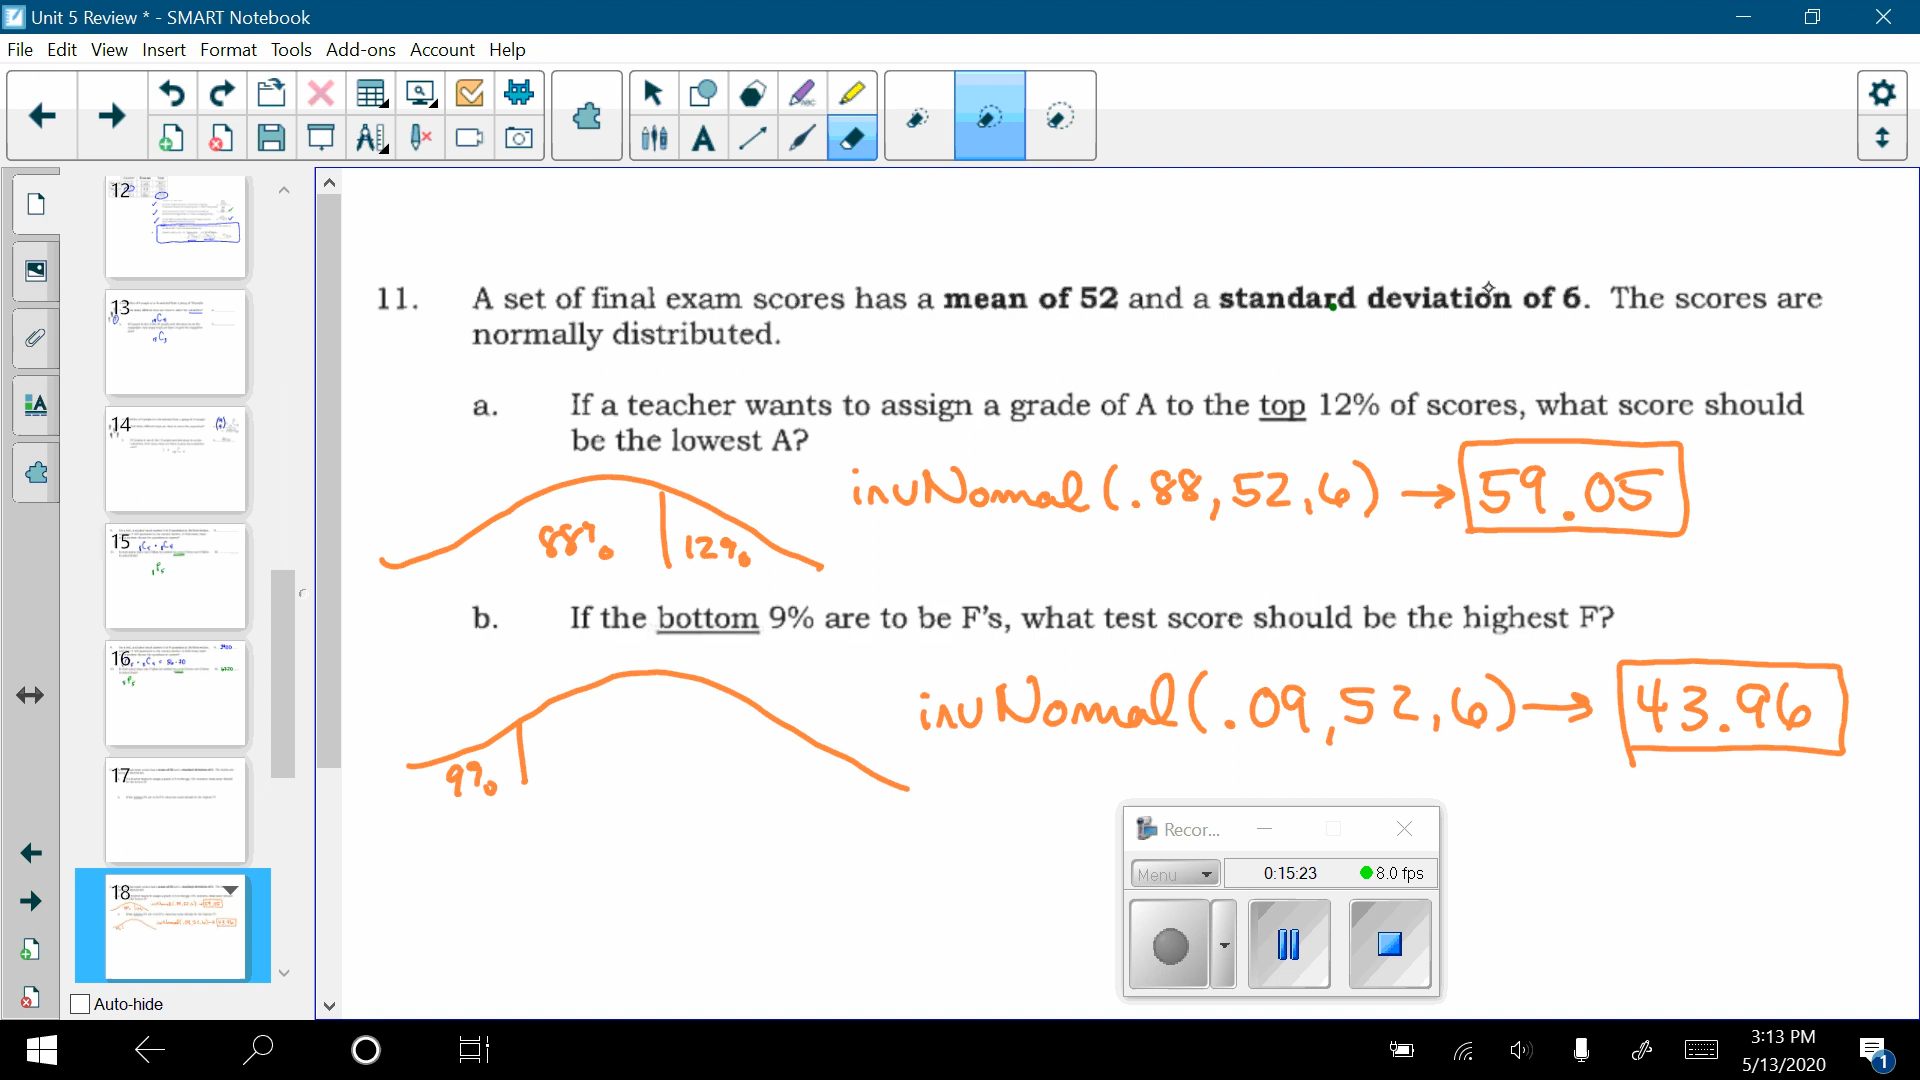 Unit 5 Review * - SMART Notebook
File Edit View Insert Format Tools Add-ons Account Help
12
13
14
15
16
17
18
Auto-hide
11. A set of final exam scores has a mean of 52 and a standard deviation of 6. The scores are
normally distributed.
a. If a teacher wants to assign a grade of A to the top 12% of scores, what score should
be the lowest A?
invNomal(.88,52,6) → 59.05
88% 12%
b. If the bottom 9% are to be F's, what test score should be the highest F?
invNomal(.09,52,6) → 43.96
9%
Recor...
Menu 0:15:23 8.0 fps
3:13 PM
5/13/2020
1